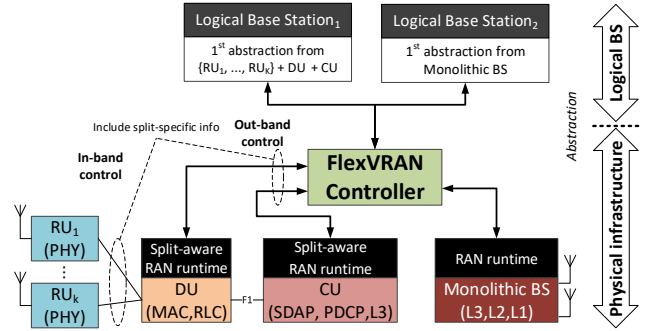 Logical Base Station1
1st abstraction from
{RU1, ..., RUK} + DU + CU
Logical Base Station2
1st abstraction from
Monolithic BS
Logical BS
Abstraction
Physical infrastructure
Include split-specific info
Out-band
control
In-band
control
FlexVRAN
Controller
RU1
(PHY)
⋮
RUk
(PHY)
Split-aware
RAN runtime
DU
(MAC,RLC)
F1
Split-aware
RAN runtime
CU
(SDAP, PDCP,L3)
RAN runtime
Monolithic BS
(L3,L2,L1)